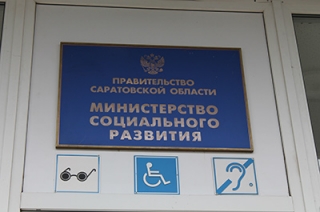 ПРАВИТЕЛЬСТВО
САРАТОВСКОЙ ОБЛАСТИ
МИНИСТЕРСТВО
СОЦИАЛЬНОГО
РАЗВИТИЯ